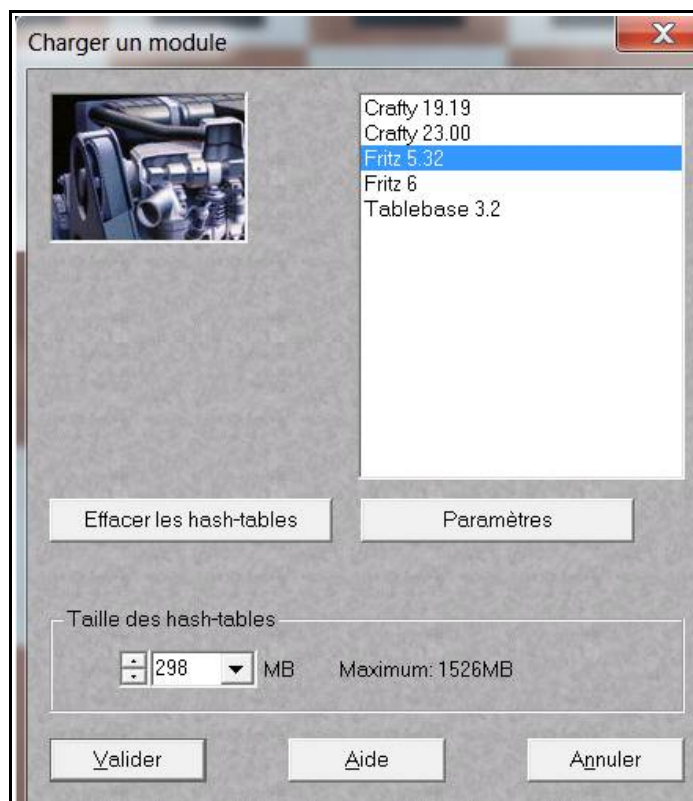 Charger un module
Crafty 19.19
Crafty 23.00
Fritz 5.32
Fritz 6
Tablebase 3.2
Effacer les hash-tables
Paramètres
Taille des hash-tables
298 MB Maximum: 1526MB
Valider Aide Annuler